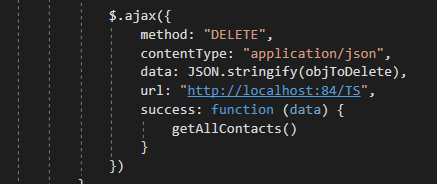 $.ajax({
method: "DELETE",
contentType: "application/json",
data: JSON.stringify(objToDelete),
url: "http://localhost:84/TS",
success: function (data) {
getAllContacts()
}
})
}